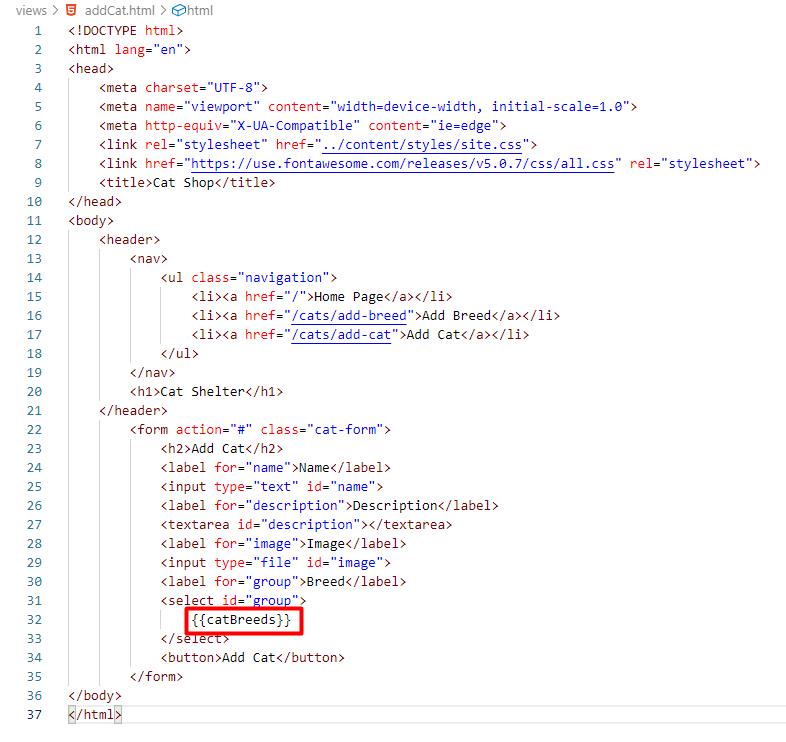 views > addCat.html > html
1 <!DOCTYPE html>
2 <html lang="en">
3 <head>
4     <meta charset="UTF-8">
5     <meta name="viewport" content="width=device-width, initial-scale=1.0">
6     <meta http-equiv="X-UA-Compatible" content="ie=edge">
7     <link rel="stylesheet" href="../content/styles/site.css">
8     <link href="https://use.fontawesome.com/releases/v5.0.7/css/all.css" rel="stylesheet">
9     <title>Cat Shop</title>
10 </head>
11 <body>
12     <header>
13         <nav>
14             <ul class="navigation">
15                 <li><a href="/">Home Page</a></li>
16                 <li><a href="/cats/add-breed">Add Breed</a></li>
17                 <li><a href="/cats/add-cat">Add Cat</a></li>
18             </ul>
19         </nav>
20         <h1>Cat Shelter</h1>
21     </header>
22         <form action="#" class="cat-form">
23             <h2>Add Cat</h2>
24             <label for="name">Name</label>
25             <input type="text" id="name">
26             <label for="description">Description</label>
27             <textarea id="description"></textarea>
28             <label for="image">Image</label>
29             <input type="file" id="image">
30             <label for="group">Breed</label>
31             <select id="group">
32                 {{catBreeds}}
33             </select>
34             <button>Add Cat</button>
35         </form>
36 </body>
37 </html>